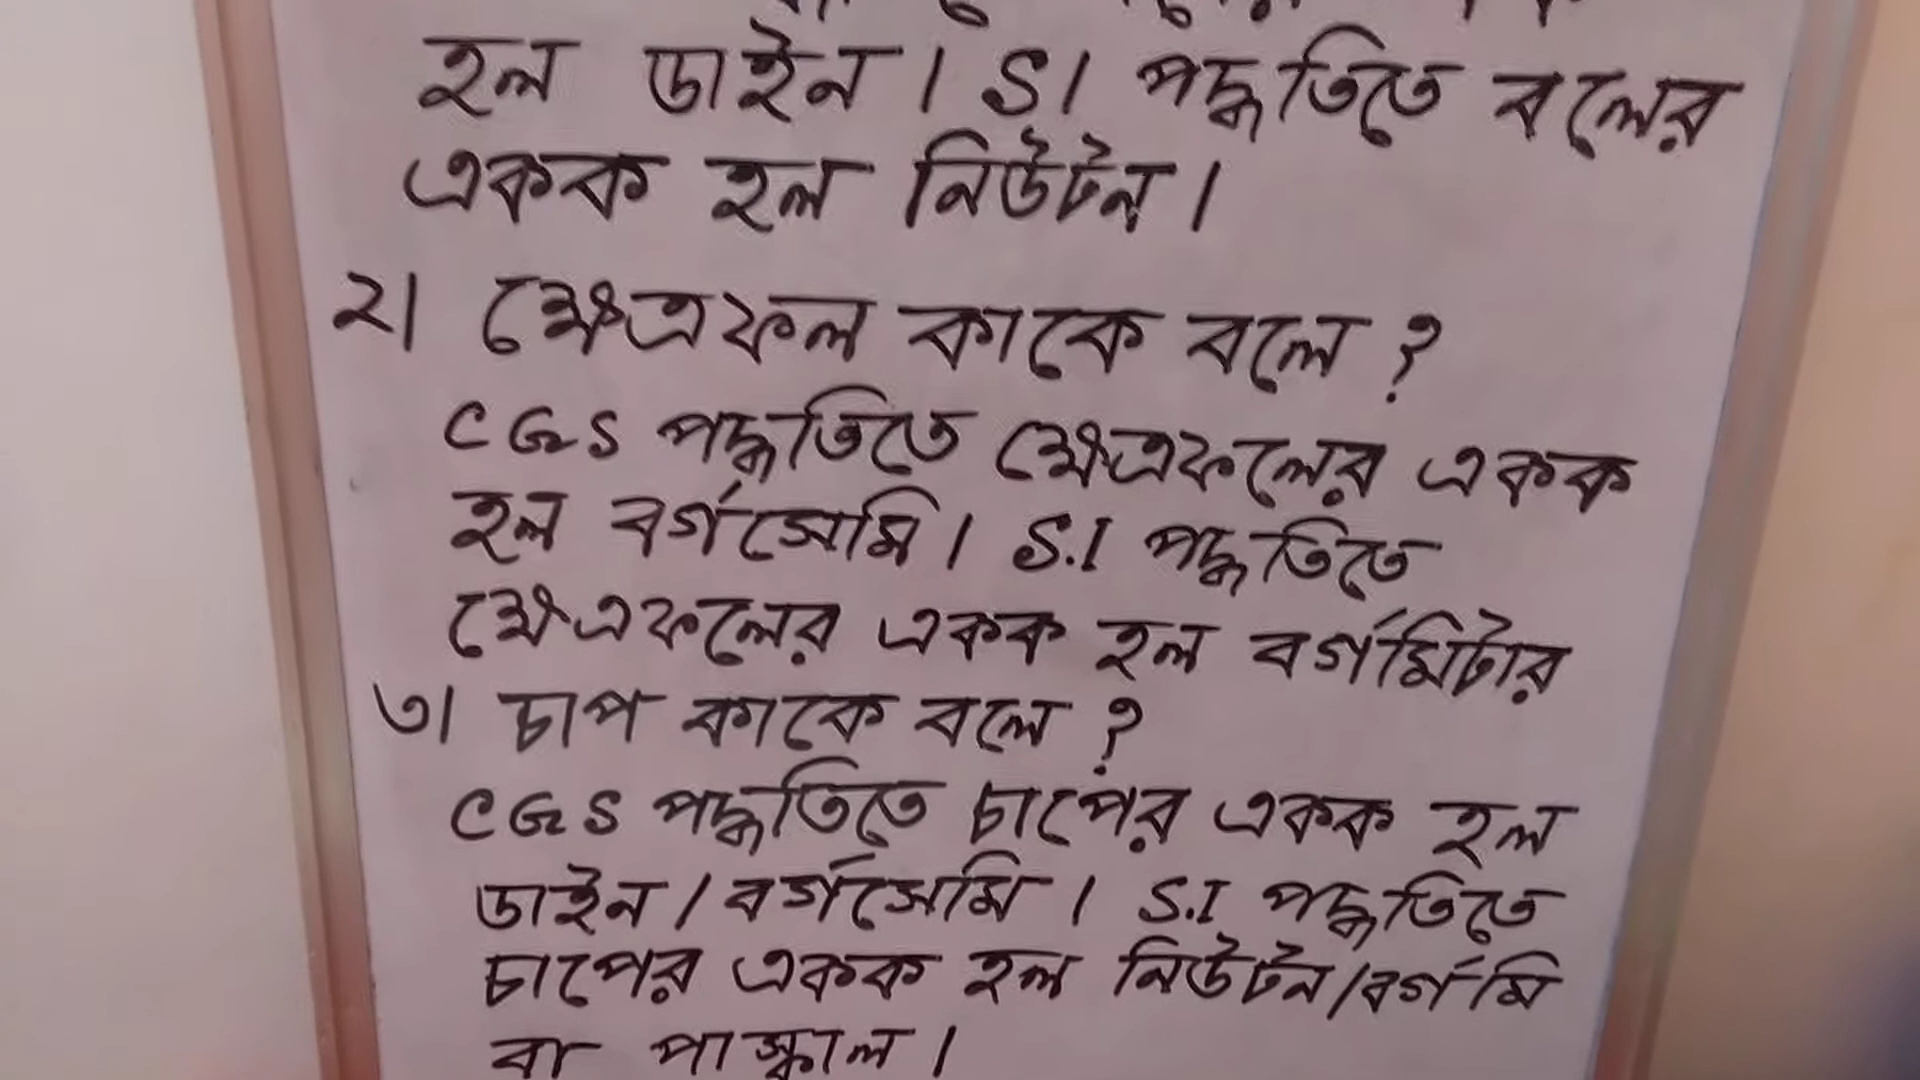 হল ডাইন। SI পদ্ধতিতে বলের
একক হল নিউটন।
২। ক্ষেত্রফল কাকে বলে?
CGS পদ্ধতিতে ক্ষেত্রফলের একক
হল বর্গসেমি। S.I পদ্ধতিতে
ক্ষেত্রফলের একক হল বর্গমিটার
৩। চাপ কাকে বলে?
CGS পদ্ধতিতে চাপের একক হল
ডাইন/বর্গসেমি। S.I পদ্ধতিতে
চাপের একক হল নিউটন/বর্গমি
বা পাস্কাল।